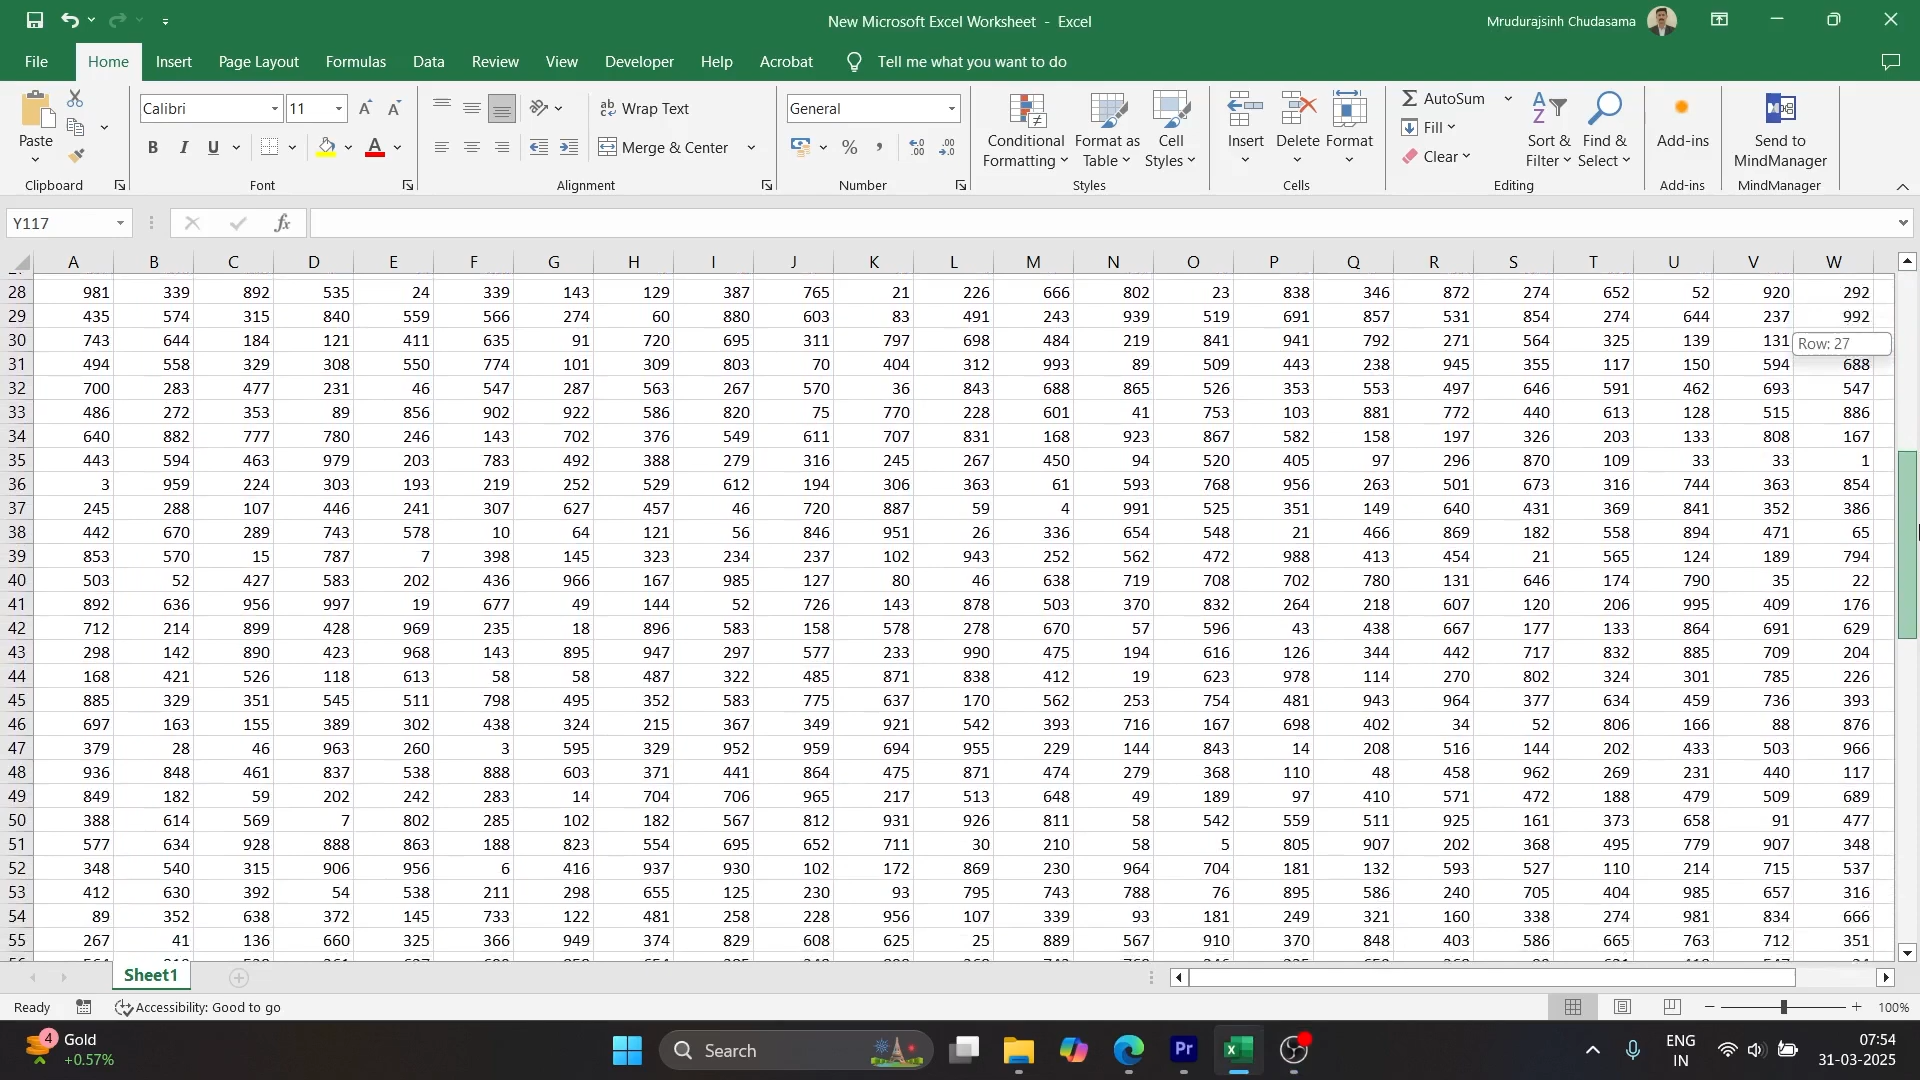 New Microsoft Excel Worksheet - Excel
Mrudurajsinh Chudasama
File Home Insert Page Layout Formulas Data Review View Developer Help Acrobat Tell me what you want to do
Paste
Clipboard
Calibri 11
B I U
Font
Wrap Text
Merge & Center
Alignment
General
Number
Conditional Formatting
Format as Table
Cell Styles
Styles
Insert Delete Format
Cells
AutoSum
Fill
Clear
Sort & Filter
Find & Select
Editing
Add-ins
Add-ins
Send to MindManager
MindManager
Y117
fx
A B C D E F G H I J K L M N O P Q R S T U V W
28 981 339 892 535 24 339 143 129 387 765 21 226 666 802 23 838 346 872 274 652 52 920 292
29 435 574 315 840 559 566 274 60 880 603 83 491 243 939 519 691 857 531 854 274 644 237 992
30 743 644 184 121 411 635 91 720 695 311 797 698 484 219 841 941 792 271 564 325 139 131 Row: 27
31 494 558 329 308 550 774 101 309 803 70 404 312 993 89 509 443 238 945 355 117 150 594 688
32 700 283 477 231 46 547 287 563 267 570 36 843 688 865 526 353 553 497 646 591 462 693 547
33 486 272 353 89 856 902 922 586 820 75 770 228 601 41 753 103 881 772 440 613 128 515 886
34 640 882 777 780 246 143 702 376 549 611 707 831 168 923 867 582 158 197 326 203 133 808 167
35 443 594 463 979 203 783 492 388 279 316 245 267 450 94 520 405 97 296 870 109 33 33 1
36 3 959 224 303 193 219 252 529 612 194 306 363 61 593 768 956 263 501 673 316 744 363 854
37 245 288 107 446 241 307 627 457 46 720 887 59 4 991 525 351 149 640 431 369 841 352 386
38 442 670 289 743 578 10 64 121 56 846 951 26 336 654 548 21 466 869 182 558 894 471 65
39 853 570 15 787 7 398 145 323 234 237 102 943 252 562 472 988 413 454 21 565 124 189 794
40 503 52 427 583 202 436 966 167 985 127 80 46 638 719 708 702 780 131 646 174 790 35 22
41 892 636 956 997 19 677 49 144 52 726 143 878 503 370 832 264 218 607 120 206 995 409 176
42 712 214 899 428 969 235 18 896 583 158 578 278 670 57 596 43 438 667 177 133 864 691 629
43 298 142 890 423 968 143 895 947 297 577 233 990 475 194 616 126 344 442 717 832 885 709 204
44 168 421 526 118 613 58 58 487 322 485 871 838 412 19 623 978 114 270 802 324 301 785 226
45 885 329 351 545 511 798 495 352 583 775 637 170 562 253 754 481 943 964 377 634 459 736 393
46 697 163 155 389 302 438 324 215 367 349 921 542 393 716 167 698 402 34 52 806 166 88 876
47 379 28 46 963 260 3 595 329 952 959 694 955 229 144 843 14 208 516 144 202 433 503 966
48 936 848 461 837 538 888 603 371 441 864 475 871 474 279 368 110 48 458 962 269 231 440 117
49 849 182 59 202 242 283 14 704 706 965 217 513 648 49 189 97 410 571 472 188 479 509 689
50 388 614 569 7 802 285 102 182 567 812 931 926 811 58 542 559 511 925 161 373 658 91 477
51 577 634 928 888 863 188 823 554 695 652 711 30 210 58 5 805 907 202 368 495 779 907 348
52 348 540 315 906 956 6 416 937 930 102 172 869 230 964 704 181 132 593 527 110 214 715 537
53 412 630 392 54 538 211 298 655 125 230 93 795 743 788 76 895 586 240 705 404 985 657 316
54 89 352 638 372 145 733 122 481 258 228 956 107 339 93 181 249 321 160 338 274 981 834 666
55 267 41 136 660 325 366 949 374 829 608 625 25 889 567 910 370 848 403 586 665 763 712 351
Sheet1
Ready Accessibility: Good to go
100%
4
Gold
+0.57%
Search
Pr
ENG
IN
07:54
31-03-2025